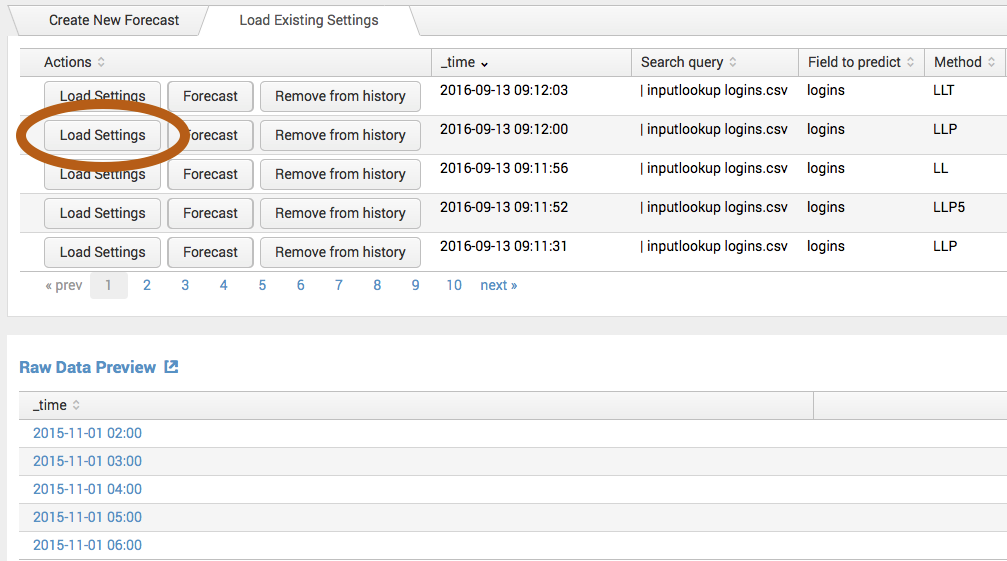 Create New Forecast Load Existing Settings
Actions _time Search query Field to predict Method
Load Settings Forecast Remove from history 2016-09-13 09:12:03 | inputlookup logins.csv logins LLT
Load Settings Forecast Remove from history 2016-09-13 09:12:00 | inputlookup logins.csv logins LLP
Load Settings Forecast Remove from history 2016-09-13 09:11:56 | inputlookup logins.csv logins LL
Load Settings Forecast Remove from history 2016-09-13 09:11:52 | inputlookup logins.csv logins LLP5
Load Settings Forecast Remove from history 2016-09-13 09:11:31 | inputlookup logins.csv logins LLP
« prev 1 2 3 4 5 6 7 8 9 10 next »
Raw Data Preview
_time
2015-11-01 02:00
2015-11-01 03:00
2015-11-01 04:00
2015-11-01 05:00
2015-11-01 06:00